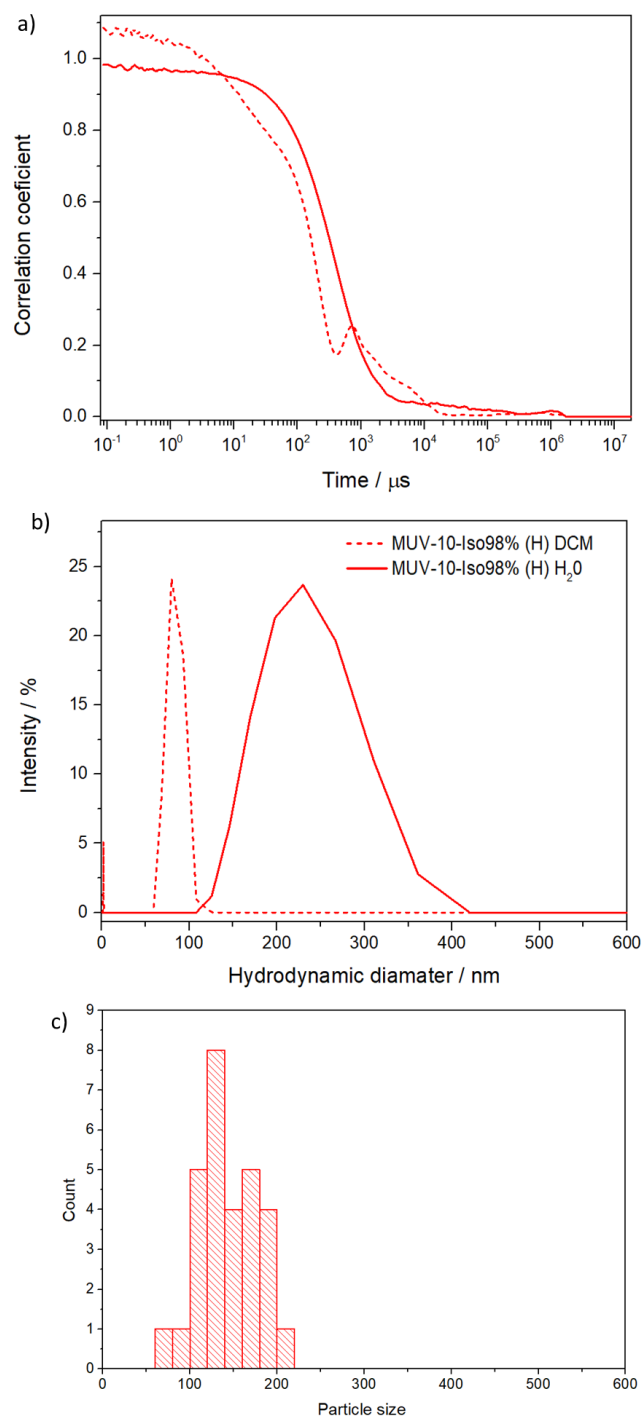 a)
Correlation coeficient
1.0
0.8
0.6
0.4
0.2
0.0
10⁻¹ 10⁰ 10¹ 10² 10³ 10⁴ 10⁵ 10⁶ 10⁷
Time / μs
b)
MUV-10-Iso98% (H) DCM
MUV-10-Iso98% (H) H₂0
Intensity / %
25
20
15
10
5
0
0 100 200 300 400 500 600
Hydrodynamic diamater / nm
c)
Count
9
8
7
6
5
4
3
2
1
0
0 100 200 300 400 500 600
Particle size